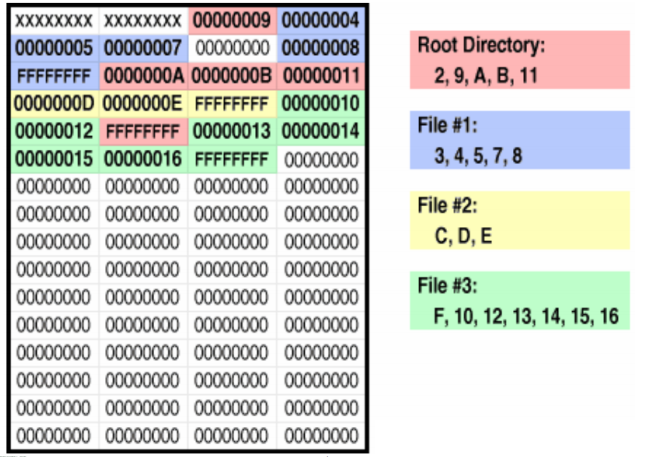 XXXXXXXX XXXXXXXX 00000009 00000004
00000005 00000007 00000000 00000008
FFFFFFFF 0000000A 0000000B 00000011
0000000D 0000000E FFFFFFFF 00000010
00000012 FFFFFFFF 00000013 00000014
00000015 00000016 FFFFFFFF 00000000
00000000 00000000 00000000 00000000
00000000 00000000 00000000 00000000
00000000 00000000 00000000 00000000
00000000 00000000 00000000 00000000
00000000 00000000 00000000 00000000
00000000 00000000 00000000 00000000
00000000 00000000 00000000 00000000
00000000 00000000 00000000 00000000
00000000 00000000 00000000 00000000
00000000 00000000 00000000 00000000
Root Directory:
2, 9, A, B, 11
File #1:
3, 4, 5, 7, 8
File #2:
C, D, E
File #3:
F, 10, 12, 13, 14, 15, 16